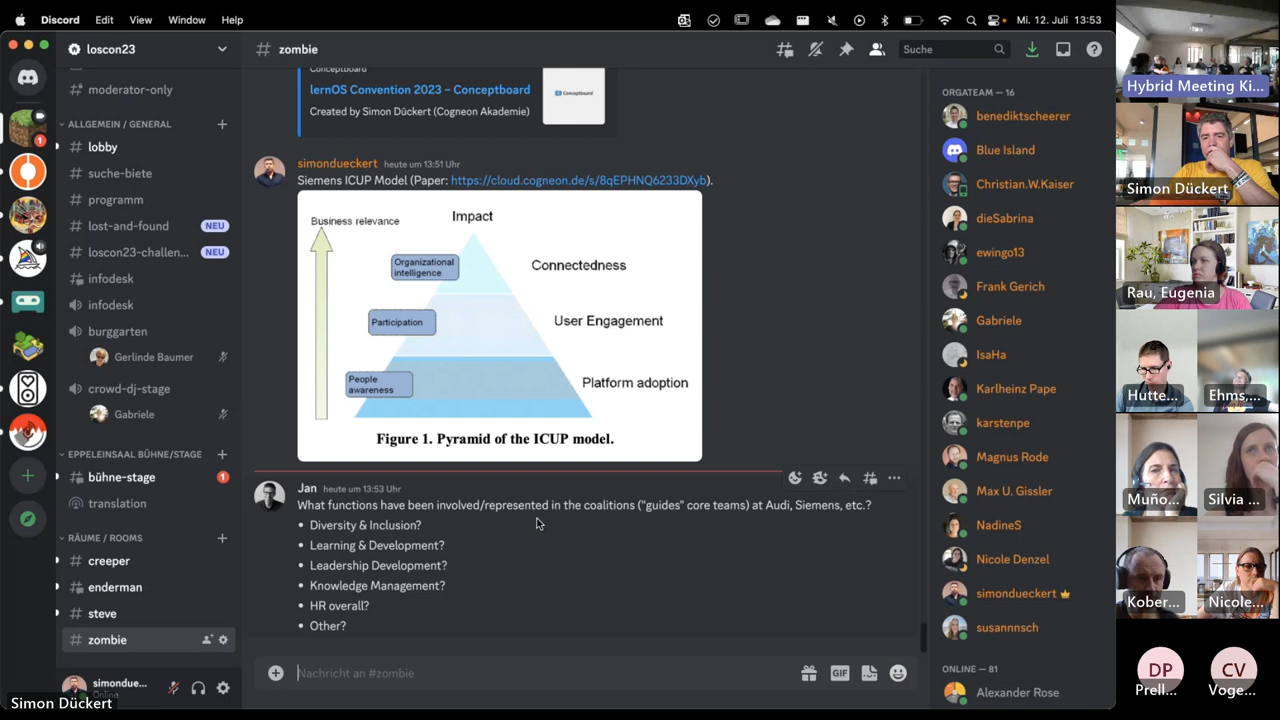 Discord Edit View Window Help
Mi. 12. Juli 13:53
loscon23
# zombie
Suche
moderator-only
ALLGEMEIN / GENERAL
lobby
suche-biete
programm
lost-and-found NEU
loscon23-challen... NEU
infodesk
infodesk
burggarten
Gerlinde Baumer
crowd-dj-stage
Gabriele
EPPELEINSAAL BÜHNE/STAGE
bühne-stage 1
translation
RÄUME / ROOMS
creeper
enderman
steve
zombie
simondue...
Online
Simon Dückert
1
Conceptboard
lernOS Convention 2023 – Conceptboard
Created by Simon Dückert (Cogneon Akademie)
Conceptboard
simondueckert heute um 13:51 Uhr
Siemens ICUP Model (Paper: https://cloud.cogneon.de/s/8qEPHNQ6233DXyb).
Business relevance
Impact
Organizational
intelligence
Connectedness
Participation
User Engagement
People
awareness
Platform adoption
Figure 1. Pyramid of the ICUP model.
Jan heute um 13:53 Uhr
What functions have been involved/represented in the coalitions ("guides" core teams) at Audi, Siemens, etc.?
• Diversity & Inclusion?
• Learning & Development?
• Leadership Development?
• Knowledge Management?
• HR overall?
• Other?
Nachricht an #zombie
GIF
ORGATEAM — 16
benediktscheerer
Blue Island
Christian.W.Kaiser
dieSabrina
ewingo13
Frank Gerich
Gabriele
IsaHa
Karlheinz Pape
karstenpe
Magnus Rode
Max U. Gissler
NadineS
Nicole Denzel
simondueckert
susannnsch
ONLINE — 81
Alexander Rose
Hybrid Meeting Ki...
Simon Dückert
Rau, Eugenia
Hutte...
Ehms,...
Muño...
Silvia ...
Kober...
Nicole...
DP
CV
Prell...
Voge...